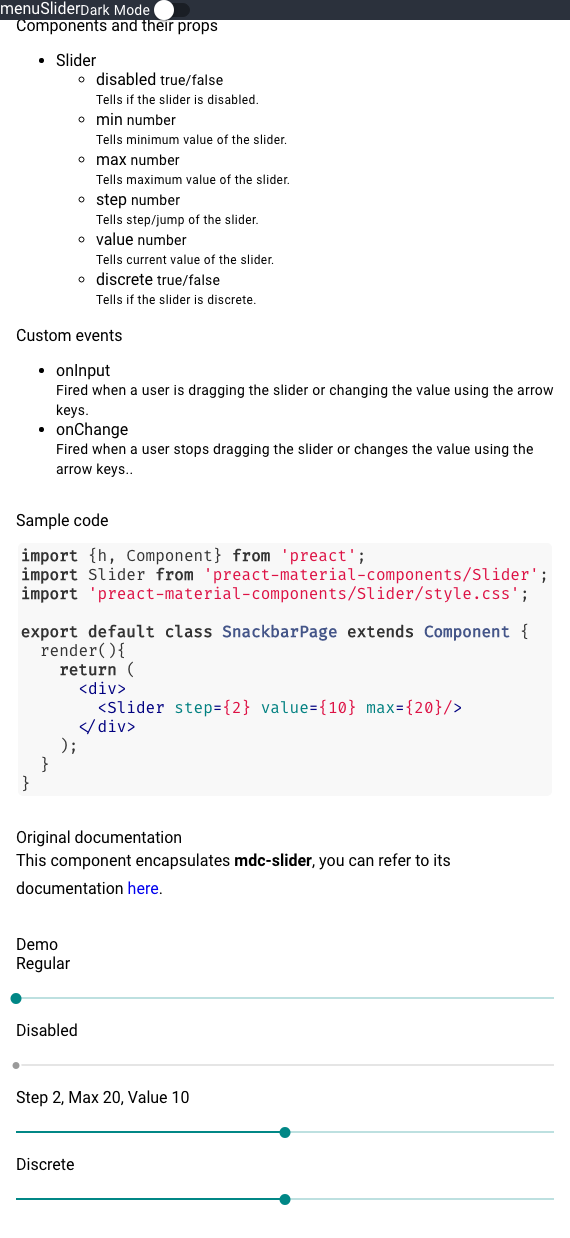 menuSliderDark Mode
Components and their props
Slider
disabled true/false
Tells if the slider is disabled.
min number
Tells minimum value of the slider.
max number
Tells maximum value of the slider.
step number
Tells step/jump of the slider.
value number
Tells current value of the slider.
discrete true/false
Tells if the slider is discrete.
Custom events
onInput
Fired when a user is dragging the slider or changing the value using the arrow
keys.
onChange
Fired when a user stops dragging the slider or changes the value using the
arrow keys..
Sample code
import {h, Component} from 'preact';
import Slider from 'preact-material-components/Slider';
import 'preact-material-components/Slider/style.css';
export default class SnackbarPage extends Component {
render(){
return (
<div>
<Slider step={2} value={10} max={20}/>
</div>
);
}
}
Original documentation
This component encapsulates mdc-slider, you can refer to its
documentation here.
Demo
Regular
Disabled
Step 2, Max 20, Value 10
Discrete